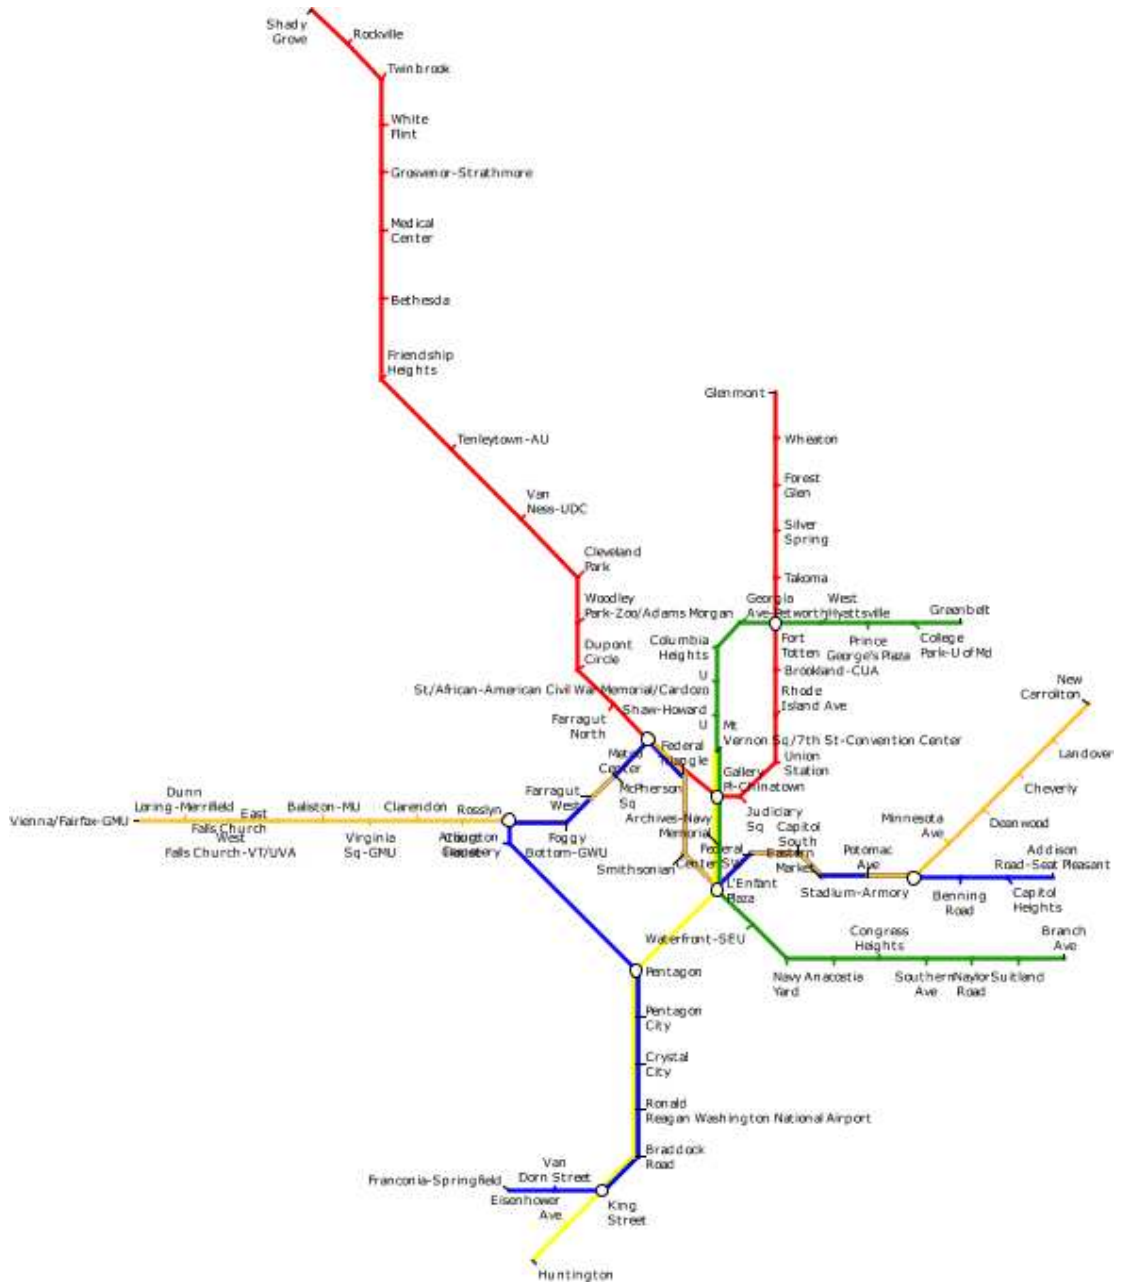 Shady
Grove
Rockville
Twinbrook
White
Flint
Grosvenor-Strathmore
Medical
Center
Bethesda
Friendship
Heights
Tenleytown-AU
Van
Ness-UDC
Cleveland
Park
Woodley
Park-Zoo/Adams Morgan
Dupont
Circle
Glenmont
Wheaton
Forest
Glen
Silver
Spring
Takoma
Georgia
Ave-Petworth
West
Hyattsville
Greenbelt
Fort
Totten
Prince
George's Plaza
College
Park-U of Md
Columbia
Heights
Brookland-CUA
U
St/African-American Civil War Memorial/Cardozo
Rhode
Island Ave
Shaw-Howard
U
Farragut
North
Mt
Vernon Sq/7th St-Convention Center
New
Carrollton
Landover
Cheverly
Deanwood
Minnesota
Ave
Union
Station
Metro
Center
Federal
Triangle
Gallery
Pl-Chinatown
Judiciary
Sq
McPherson
Sq
Farragut
West
Foggy
Bottom-GWU
Archives-Navy
Memorial
Federal
Center SW
Capitol
South
Eastern
Market
Potomac
Ave
Stadium-Armory
Addison
Road-Seat Pleasant
Benning
Road
Capitol
Heights
Vienna/Fairfax-GMU
Dunn
Loring-Merrifield
West
Falls Church-VT/UVA
East
Falls Church
Ballston-MU
Virginia
Sq-GMU
Clarendon
Rosslyn
Smithsonian
L'Enfant
Plaza
Waterfront-SEU
Navy
Yard
Anacostia
Congress
Heights
Southern
Ave
Naylor
Road
Suitland
Branch
Ave
Pentagon
Pentagon
City
Crystal
City
Ronald
Reagan Washington National Airport
Braddock
Road
King
Street
Van
Dorn Street
Franconia-Springfield
Eisenhower
Ave
Huntington